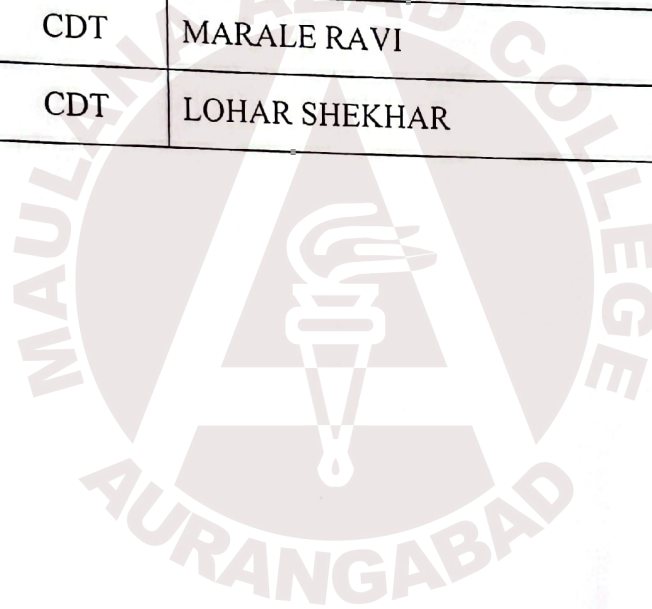 CDT MARALE RAVI
CDT LOHAR SHEKHAR
MAULANA AZAD COLLEGE
AURANGABAD